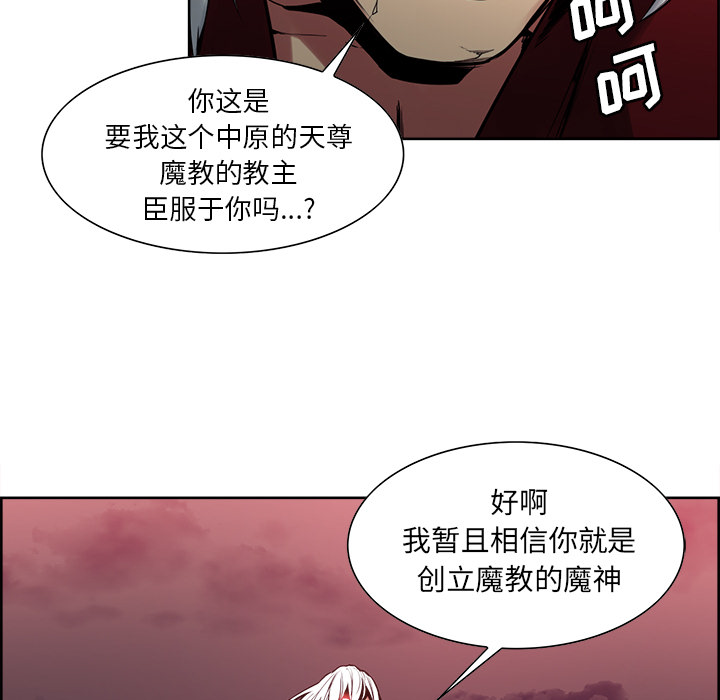 呵呵
你这是
要我这个中原的天尊
魔教的教主
臣服于你吗...?
好啊
我暂且相信你就是
创立魔教的魔神